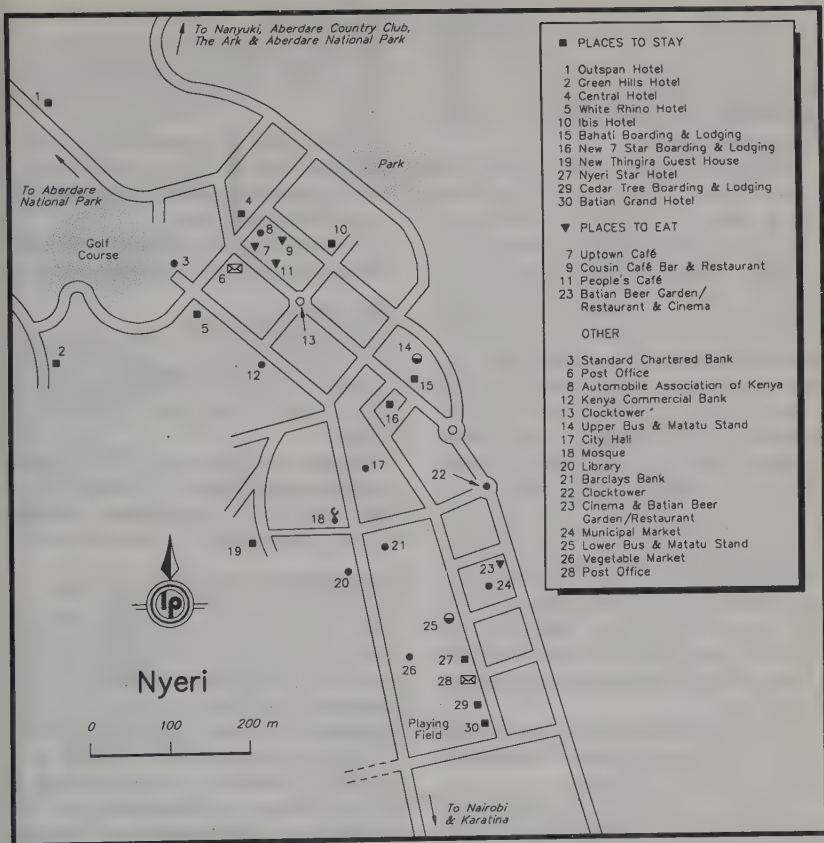 To Nanyuki, Aberdare Country Club,
The Ark & Aberdare National Park
1
To Aberdare
National Park
Park
Golf
Course
4
8
7
9
10
3
6
11
5
13
2
12
14
15
16
17
22
18
19
21
20
23
24
25
26
27
28
29
30
Playing
Field
lp
Nyeri
0 100 200 m
To Nairobi
& Karatina
■ PLACES TO STAY
1 Outspan Hotel
2 Green Hills Hotel
4 Central Hotel
5 White Rhino Hotel
10 Ibis Hotel
15 Bahati Boarding & Lodging
16 New 7 Star Boarding & Lodging
19 New Thingira Guest House
27 Nyeri Star Hotel
29 Cedar Tree Boarding & Lodging
30 Batian Grand Hotel
▼ PLACES TO EAT
7 Uptown Café
9 Cousin Café Bar & Restaurant
11 People's Café
23 Batian Beer Garden/
Restaurant & Cinema
OTHER
3 Standard Chartered Bank
6 Post Office
8 Automobile Association of Kenya
12 Kenya Commercial Bank
13 Clocktower
14 Upper Bus & Matatu Stand
17 City Hall
18 Mosque
20 Library
21 Barclays Bank
22 Clocktower
23 Cinema & Batian Beer
Garden/Restaurant
24 Municipal Market
25 Lower Bus & Matatu Stand
26 Vegetable Market
28 Post Office